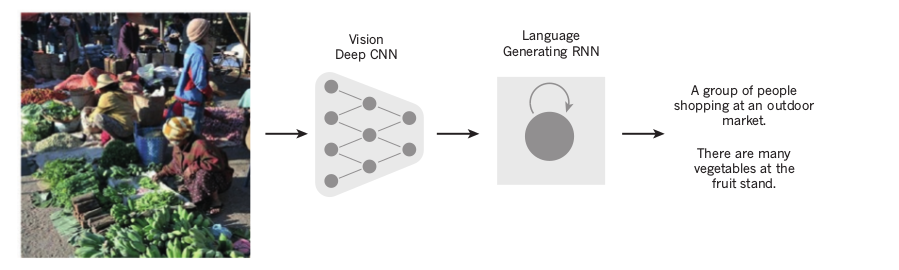 Vision
Deep CNN
Language
Generating RNN
A group of people
shopping at an outdoor
market.
There are many
vegetables at the
fruit stand.